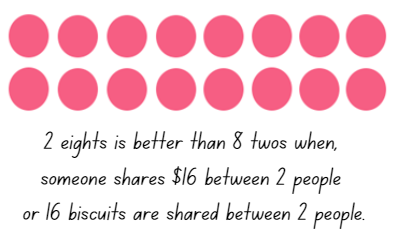 2 eights is better than 8 twos when,
someone shares $16 between 2 people
or 16 biscuits are shared between 2 people.